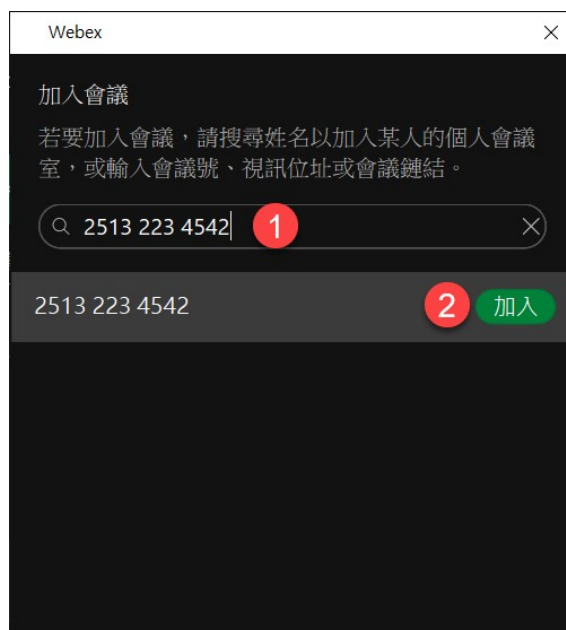 Webex
加入會議
若要加入會議，請搜尋姓名以加入某人的個人會議
室，或輸入會議號、視訊位址或會議鏈結。
2513 223 4542 1
2513 223 4542 2 加入